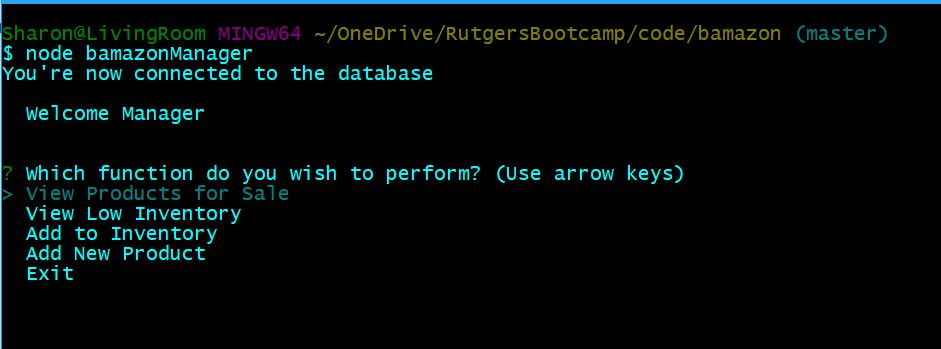 Sharon@LivingRoom MINGW64 ~/OneDrive/RutgersBootcamp/code/bamazon (master)
$ node bamazonManager
You're now connected to the database
Welcome Manager
? Which function do you wish to perform? (Use arrow keys)
> View Products for Sale
View Low Inventory
Add to Inventory
Add New Product
Exit